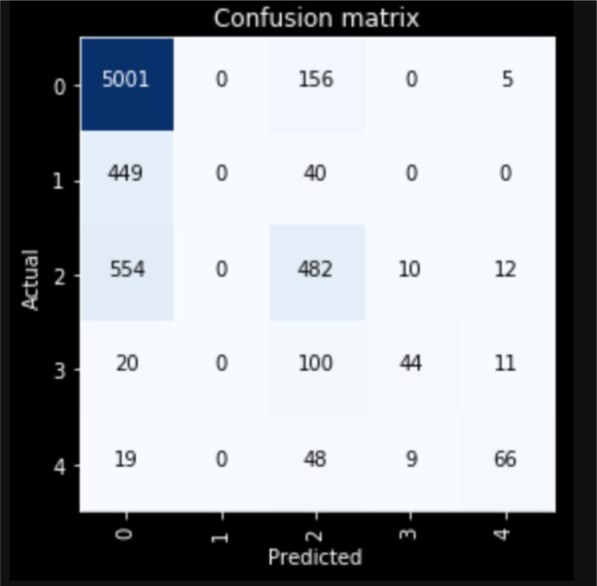 Confusion matrix
0 5001 0 156 0 5
1 449 0 40 0 0
2 554 0 482 10 12
3 20 0 100 44 11
4 19 0 48 9 66
Actual
0 1 2 3 4
Predicted